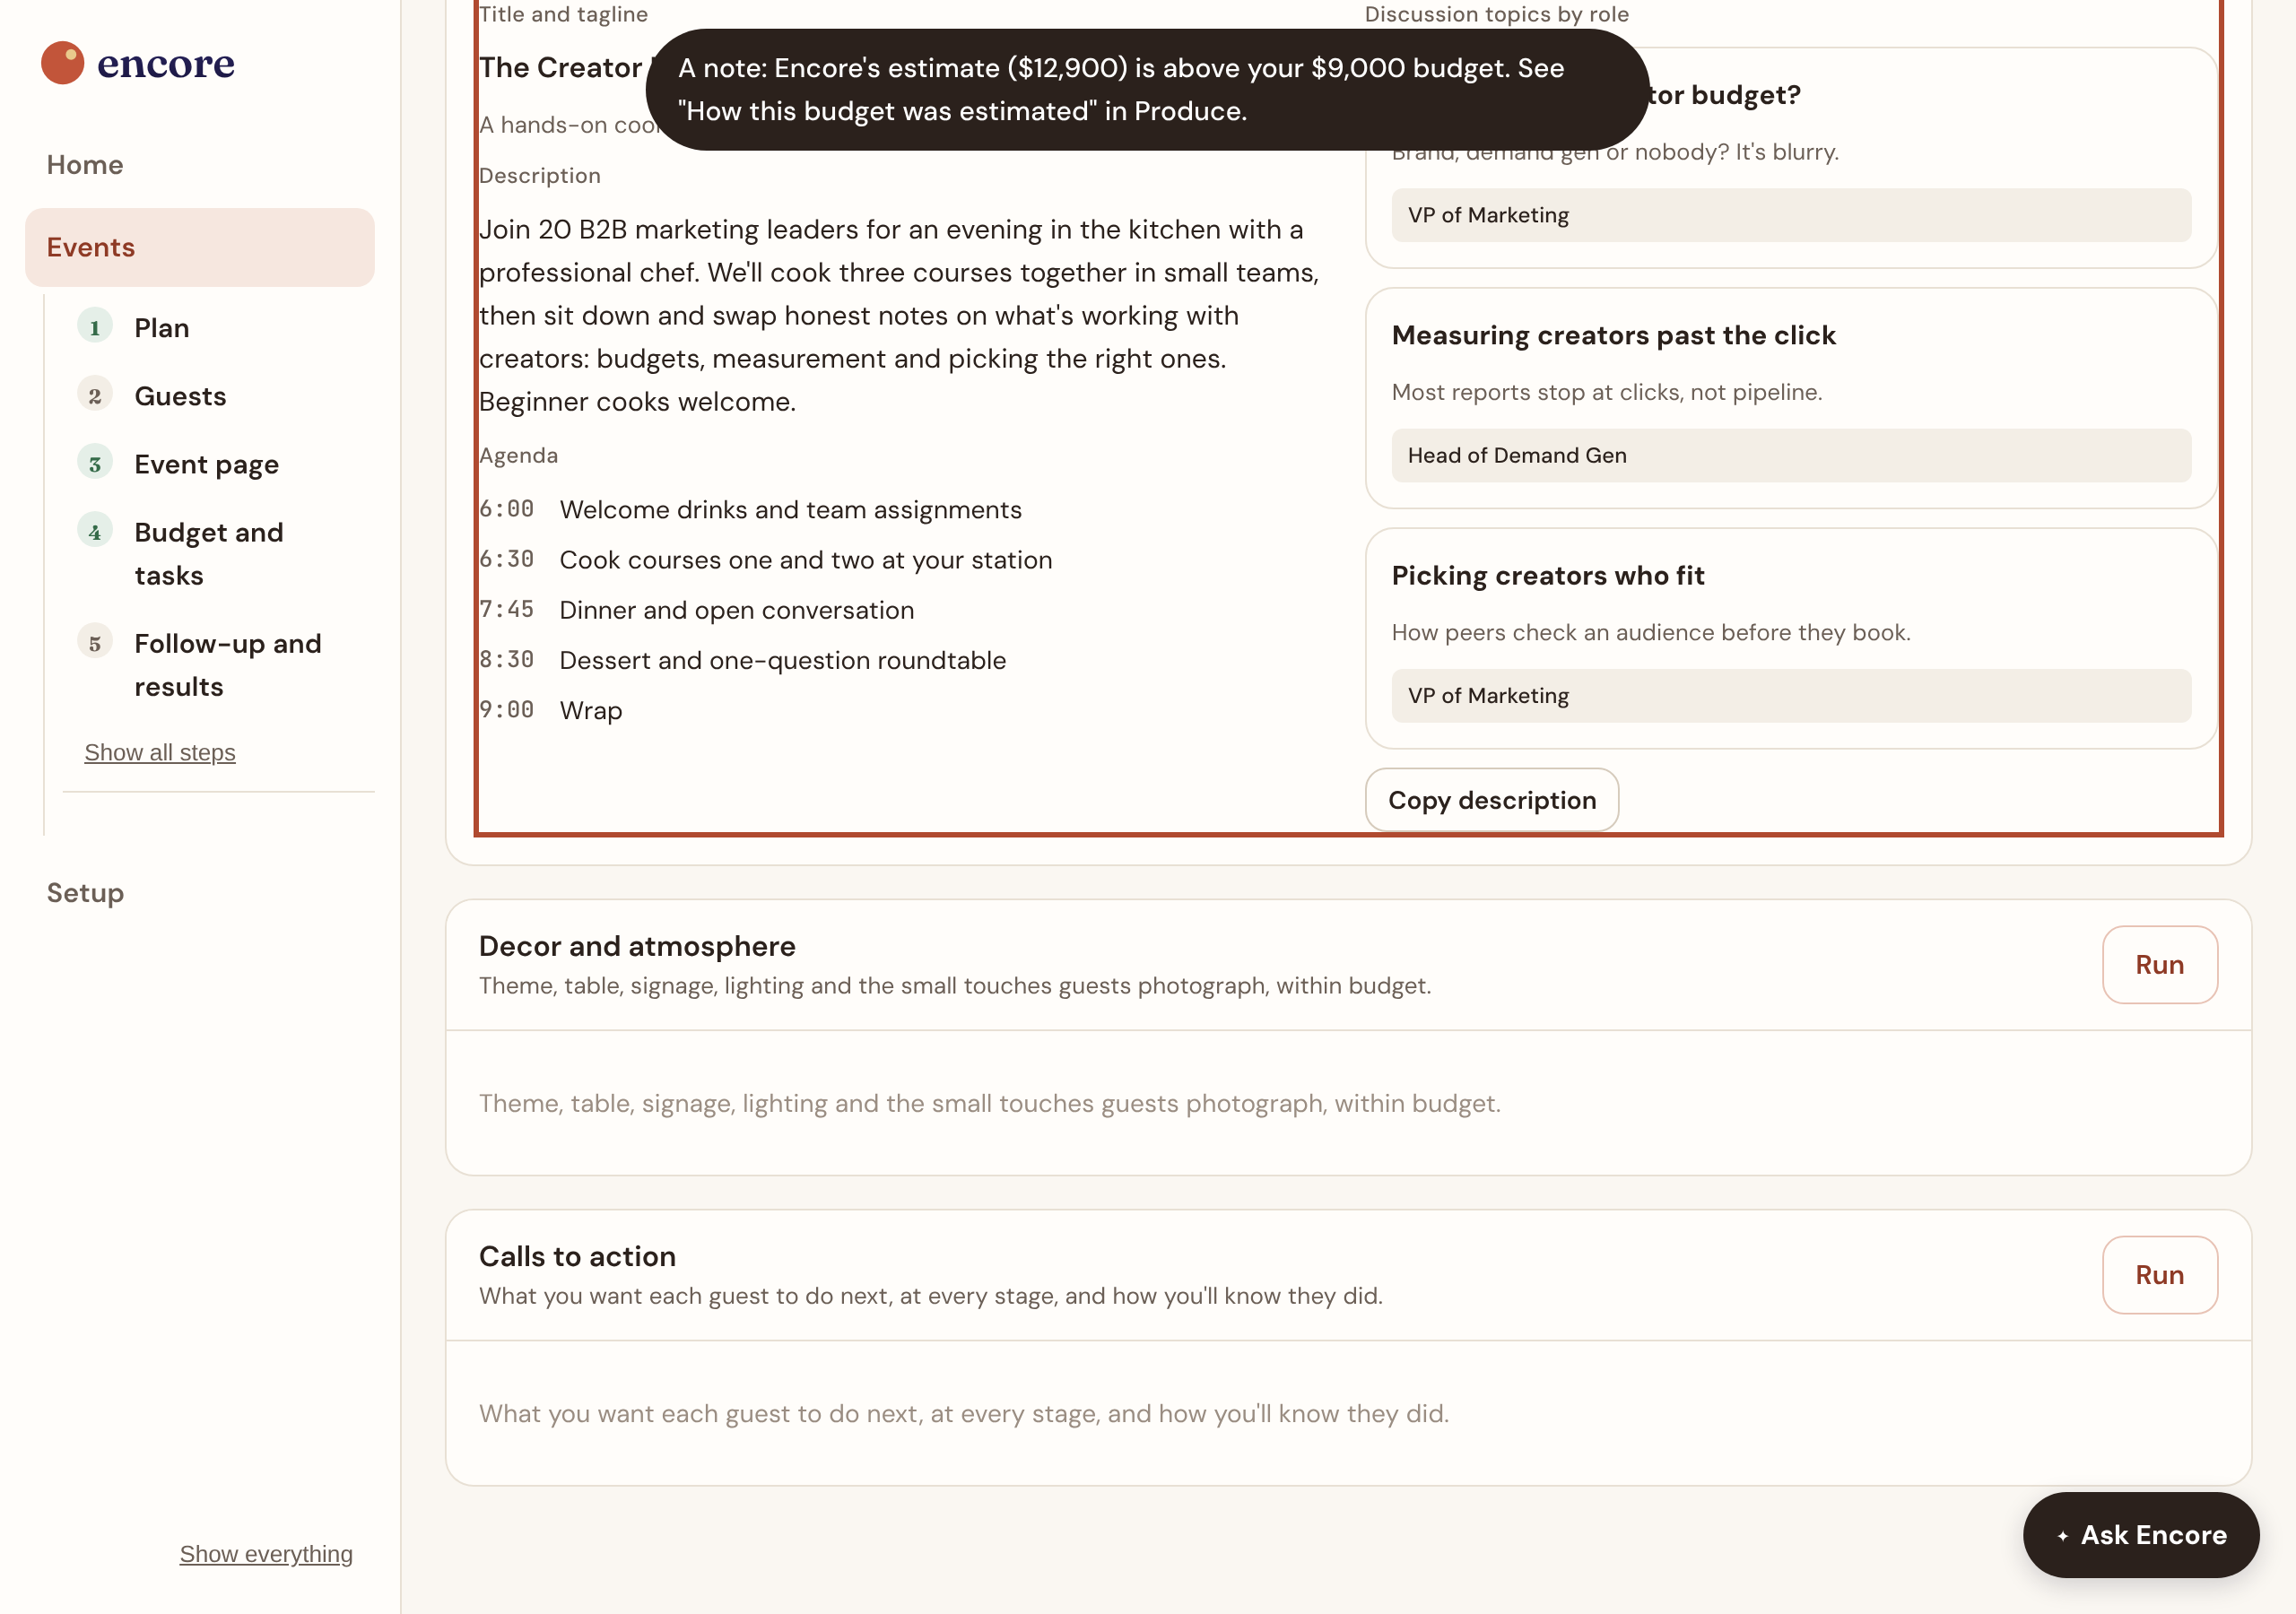 encore
Home
Events
1 Plan
2 Guests
3 Event page
4 Budget and
tasks
5 Follow-up and
results
Show all steps
Setup
Show everything
Title and tagline
The Creator
A note: Encore's estimate ($12,900) is above your $9,000 budget. See
"How this budget was estimated" in Produce.
A hands-on
Description
Join 20 B2B marketing leaders for an evening in the kitchen with a
professional chef. We'll cook three courses together in small teams,
then sit down and swap honest notes on what's working with
creators: budgets, measurement and picking the right ones.
Beginner cooks welcome.
Agenda
6:00 Welcome drinks and team assignments
6:30 Cook courses one and two at your station
7:45 Dinner and open conversation
8:30 Dessert and one-question roundtable
9:00 Wrap
Discussion topics by role
budget?
Brand, demand gen or nobody? It's blurry.
VP of Marketing
Measuring creators past the click
Most reports stop at clicks, not pipeline.
Head of Demand Gen
Picking creators who fit
How peers check an audience before they book.
VP of Marketing
Copy description
Decor and atmosphere
Theme, table, signage, lighting and the small touches guests photograph, within budget.
Run
Theme, table, signage, lighting and the small touches guests photograph, within budget.
Calls to action
What you want each guest to do next, at every stage, and how you'll know they did.
Run
What you want each guest to do next, at every stage, and how you'll know they did.
Ask Encore